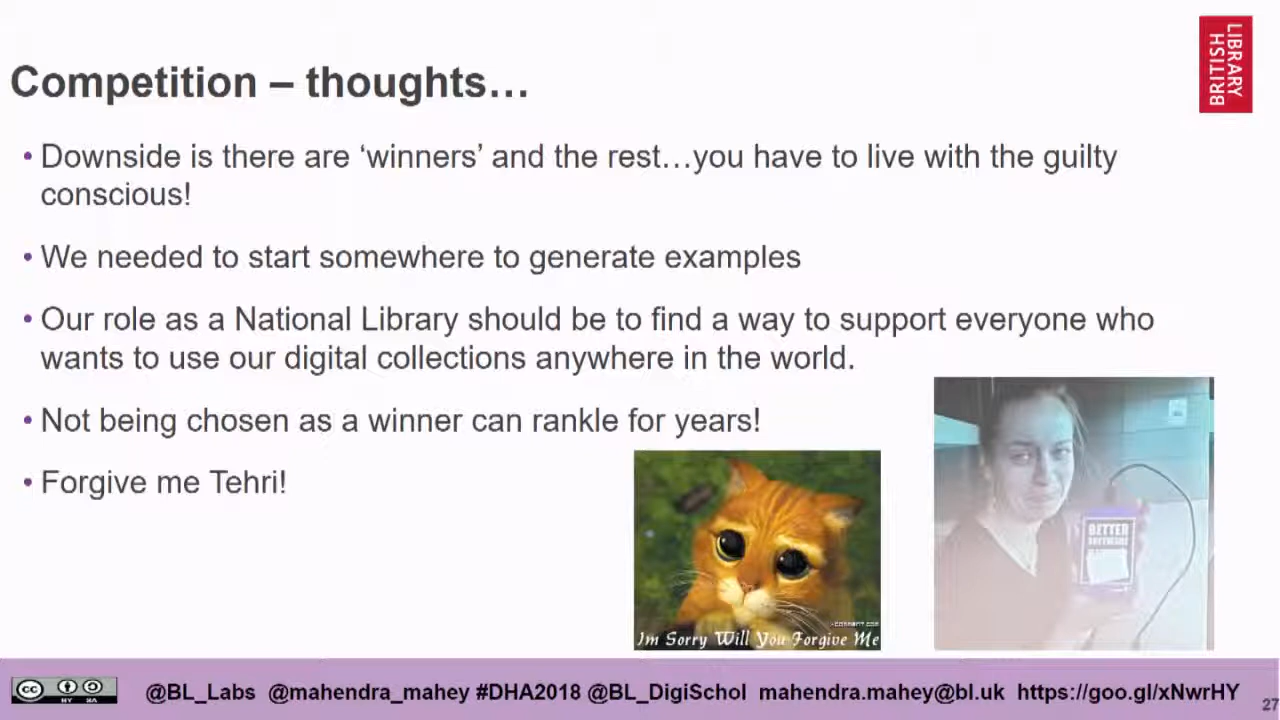 LIBRARY
BRITISH
Competition – thoughts…
• Downside is there are ‘winners’ and the rest…you have to live with the guilty
conscious!
• We needed to start somewhere to generate examples
• Our role as a National Library should be to find a way to support everyone who
wants to use our digital collections anywhere in the world.
• Not being chosen as a winner can rankle for years!
• Forgive me Tehri!
BETTER
Im Sorry Will You Forgive Me
cc
@BL_Labs @mahendra_mahey #DHA2018 @BL_DigiSchol mahendra.mahey@bl.uk https://goo.gl/xNwrHY
27